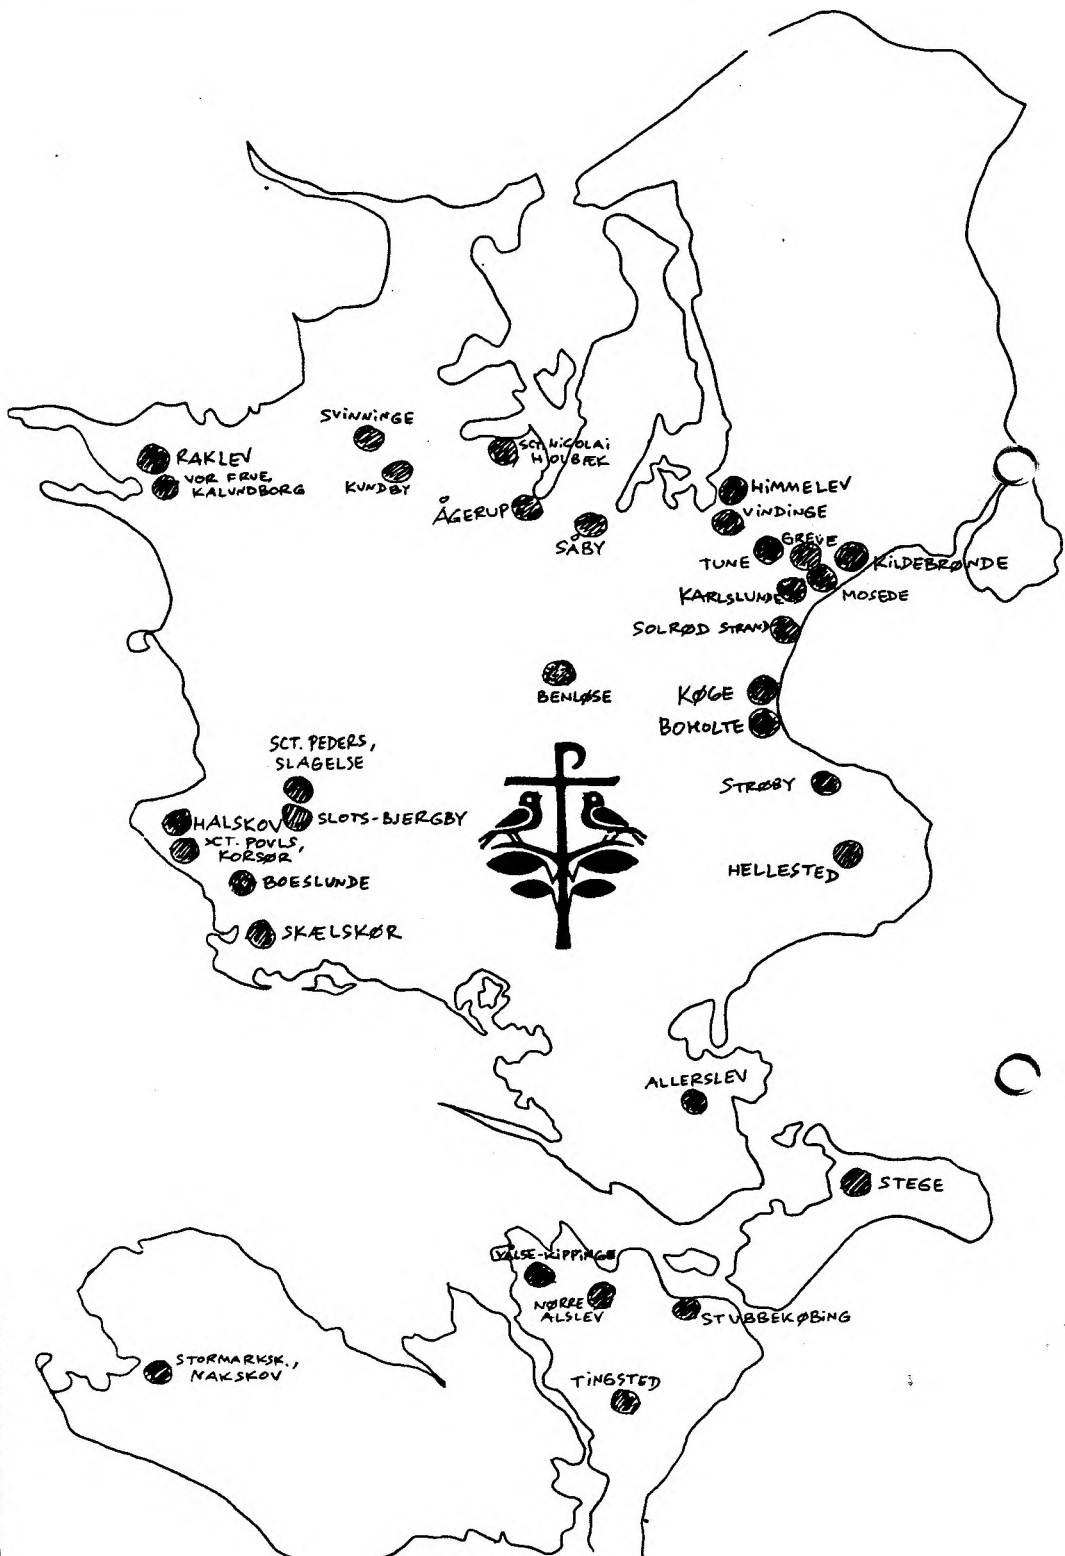 SVINNINGE
RAKLEV
VOR FRUE,
KALUNDBORG
KUNDBY
SCT. NICOLAI
HOLBÆK
ÅGERUP
SÅBY
HIMMELEV
VINDINGE
GREVE
TUNE
KILDEBRØNDE
KARLSLUNDE
MOSEDE
SOLRØD STRAND
BENLØSE
KØGE
BOHOLTE
SCT. PEDERS,
SLAGELSE
STRØBY
HALSKOV
SLOTS-BJERGBY
SCT. POVLS,
KORSØR
HELLESTED
BOESLUNDE
SKÆLSKØR
ALLERSLEV
STEGE
VÅLSE-KIPPINGE
NØRRE
ALSLEV
STUBBEKØBING
STORMARKSK.,
NAKSKOV
TINGSTED